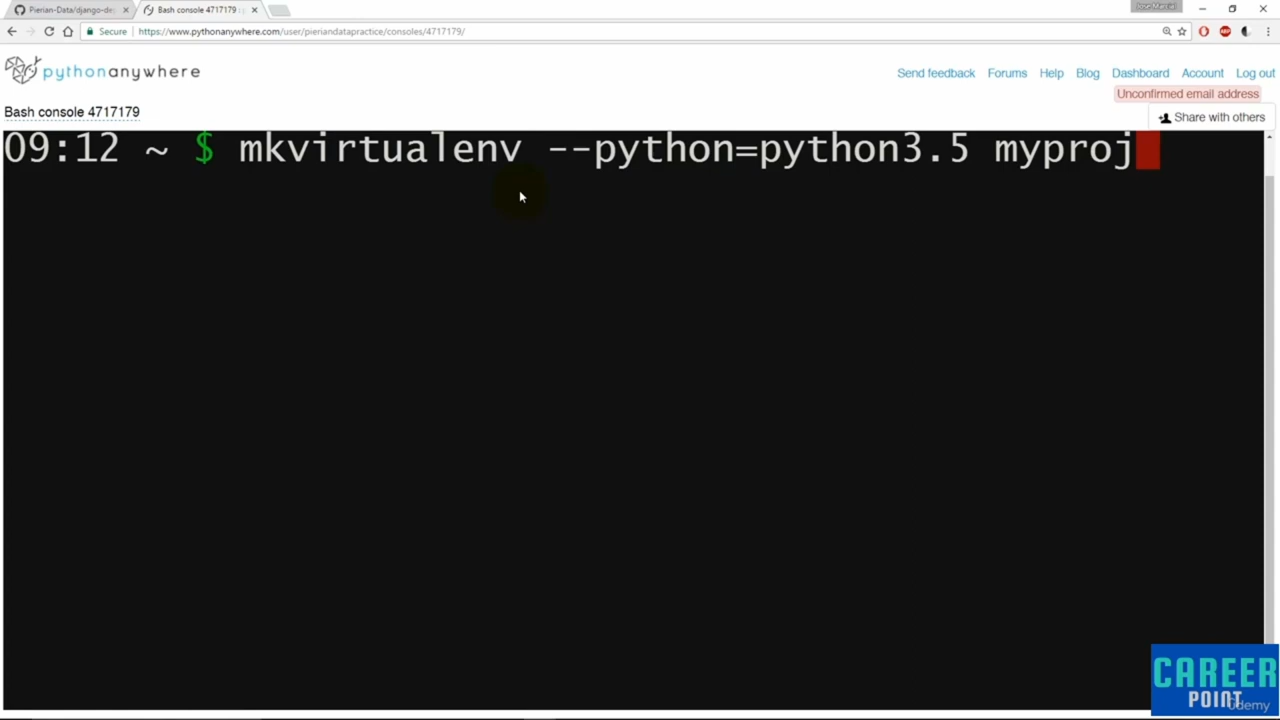 Pierian-Data/django-de
Bash console 4717179
Jose Marcial
Secure
https://www.pythonanywhere.com/user/pieriandatapractice/consoles/4717179/
pythonanywhere
Send feedback Forums Help Blog Dashboard Account Log out
Unconfirmed email address
Bash console 4717179
Share with others
09:12 ~ $ mkvirtualenv --python=python3.5 myproj
CAREER
POINT
Udemy